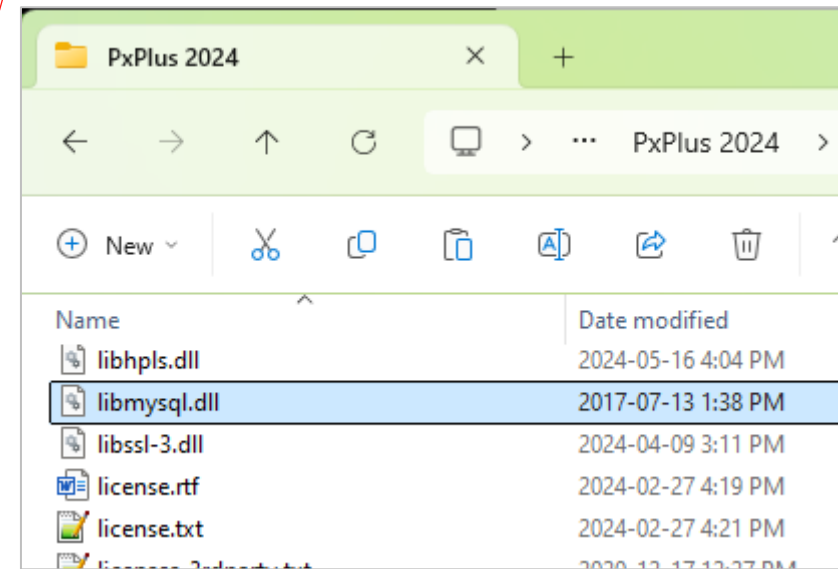 PxPlus 2024
PxPlus 2024
New
Name Date modified
libhpls.dll 2024-05-16 4:04 PM
libmysql.dll 2017-07-13 1:38 PM
libssl-3.dll 2024-04-09 3:11 PM
license.rtf 2024-02-27 4:19 PM
license.txt 2024-02-27 4:21 PM